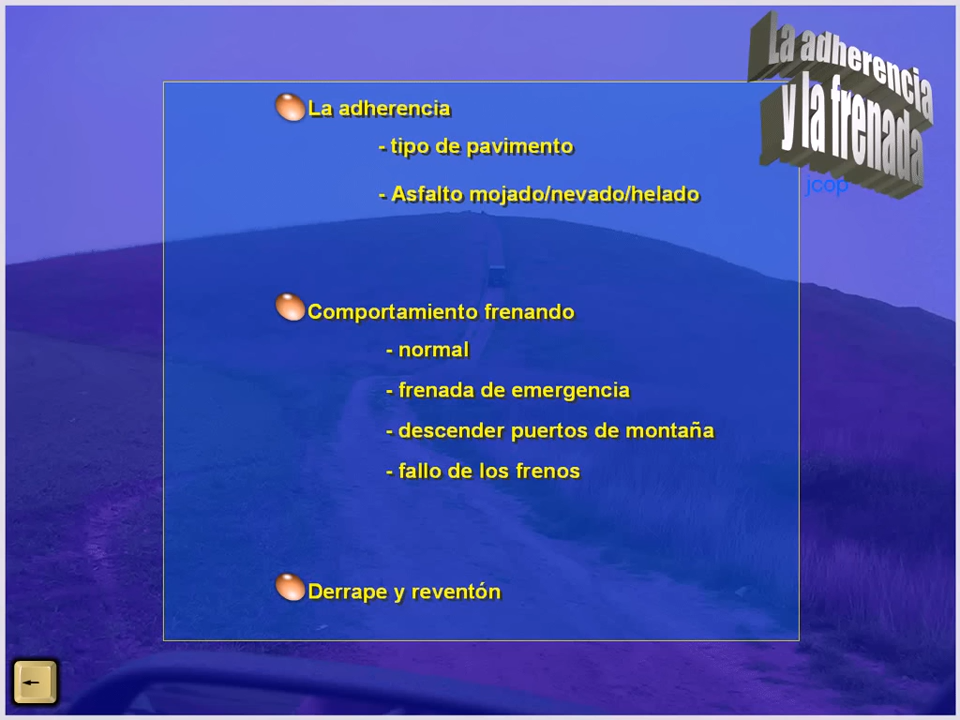 La adherencia
y la frenada
jcop
La adherencia
- tipo de pavimento
- Asfalto mojado/nevado/helado
Comportamiento frenando
- normal
- frenada de emergencia
- descender puertos de montaña
- fallo de los frenos
Derrape y reventón